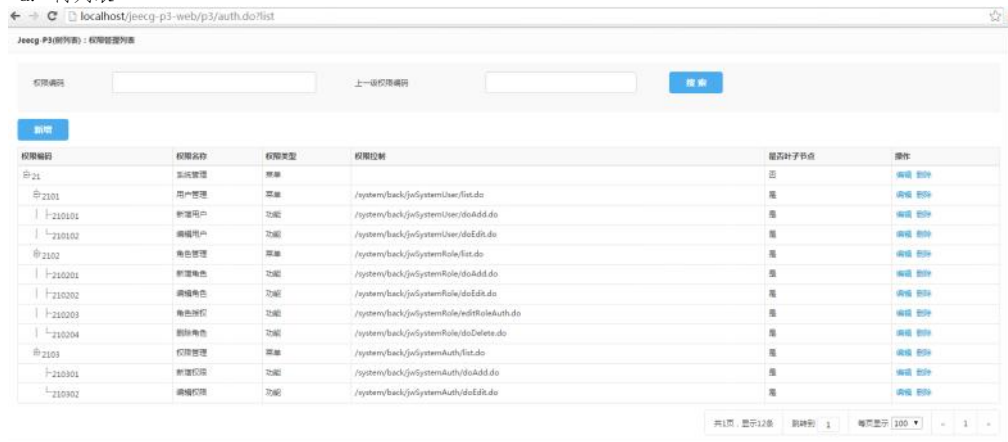 localhost/jeecg-p3-web/p3/auth.do?list
Jeecg-P3(树列表)：权限管理列表
权限编码 上一级权限编码 搜 索
新增
权限编码 权限名称 权限类型 权限控制 是否叶子节点 操作
21 系统管理 菜单 否 编辑 删除
2101 用户管理 菜单 /system/back/jwSystemUser/list.do 是 编辑 删除
210101 新增用户 功能 /system/back/jwSystemUser/doAdd.do 是 编辑 删除
210102 编辑用户 功能 /system/back/jwSystemUser/doEdit.do 是 编辑 删除
2102 角色管理 菜单 /system/back/jwSystemRole/list.do 是 编辑 删除
210201 新增角色 功能 /system/back/jwSystemRole/doAdd.do 是 编辑 删除
210202 编辑角色 功能 /system/back/jwSystemRole/doEdit.do 是 编辑 删除
210203 角色授权 功能 /system/back/jwSystemRole/editRoleAuth.do 是 编辑 删除
210204 删除角色 功能 /system/back/jwSystemRole/doDelete.do 是 编辑 删除
2103 权限管理 菜单 /system/back/jwSystemAuth/list.do 是 编辑 删除
210301 新增权限 功能 /system/back/jwSystemAuth/doAdd.do 是 编辑 删除
210302 编辑权限 功能 /system/back/jwSystemAuth/doEdit.do 是 编辑 删除
共1页，显示12条 跳转到 1 每页显示 100 « 1 »